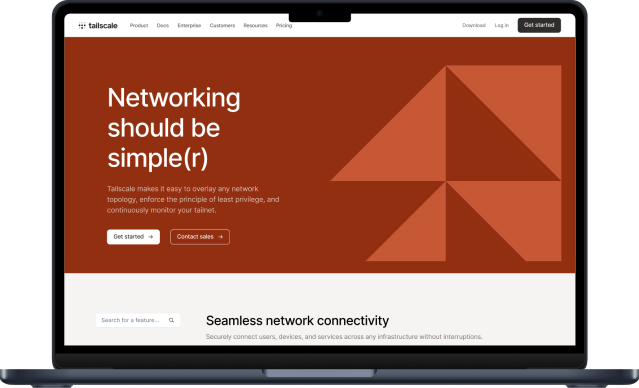 tailscale Product Docs Enterprise Customers Resources Pricing Download Log in Get started
Networking
should be
simple(r)
Tailscale makes it easy to overlay any network
topology, enforce the principle of least privilege, and
continuously monitor your tailnet.
Get started → Contact sales →
Search for a feature...
Seamless network connectivity
Securely connect users, devices, and services across any infrastructure without interruptions.